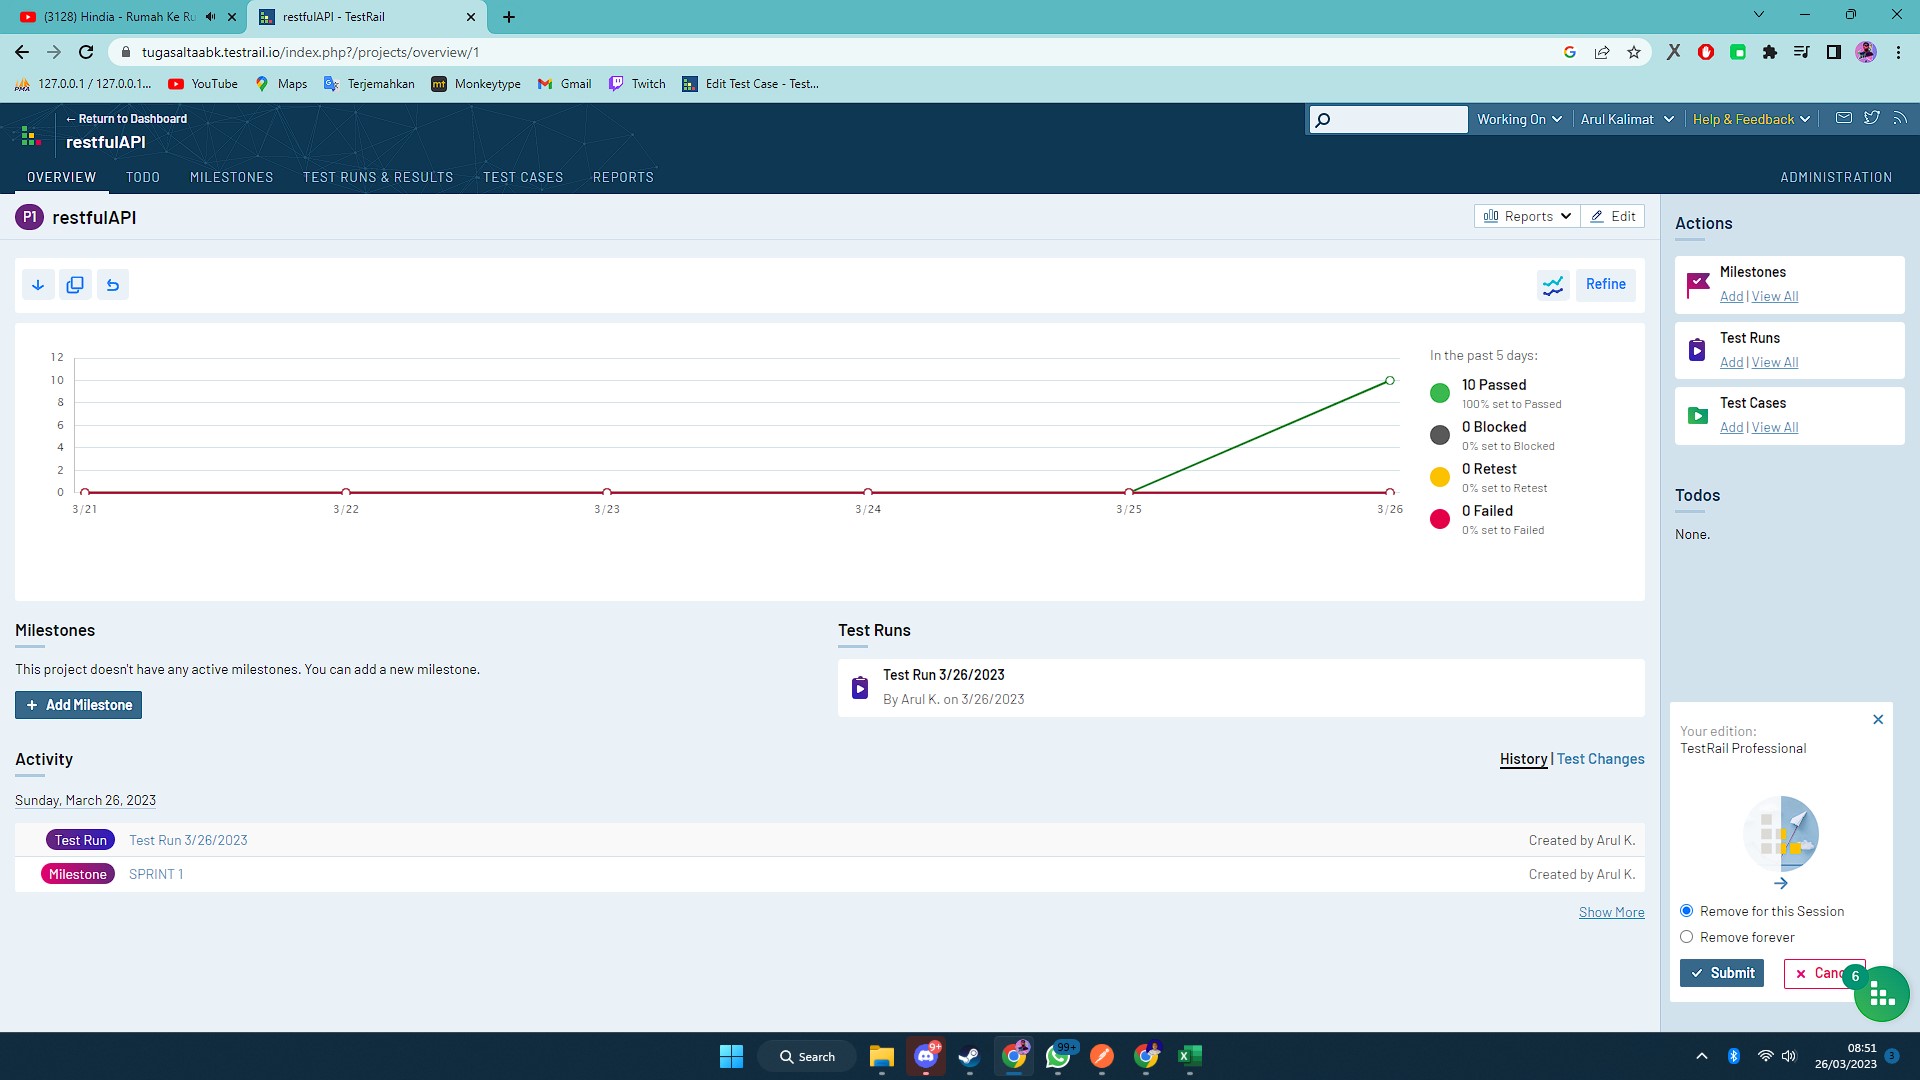 (3128) Hindia - Rumah Ke Ru
restfulAPI - TestRail
tugasaltaabk.testrail.io/index.php?/projects/overview/1
127.0.0.1 / 127.0.0.1...
YouTube
Maps
Terjemahkan
mt
Monkeytype
Gmail
Twitch
Edit Test Case - Test...
PMA
← Return to Dashboard
restfulAPI
Working On
Arul Kalimat
Help & Feedback
OVERVIEW
TODO
MILESTONES
TEST RUNS & RESULTS
TEST CASES
REPORTS
ADMINISTRATION
P1
restfulAPI
Reports
Edit
Refine
12
10
8
6
4
2
0
3/21
3/22
3/23
3/24
3/25
3/26
In the past 5 days:
10 Passed
100% set to Passed
0 Blocked
0% set to Blocked
0 Retest
0% set to Retest
0 Failed
0% set to Failed
Milestones
This project doesn't have any active milestones. You can add a new milestone.
+ Add Milestone
Test Runs
Test Run 3/26/2023
By Arul K. on 3/26/2023
Activity
History | Test Changes
Sunday, March 26, 2023
Test Run
Test Run 3/26/2023
Created by Arul K.
Milestone
SPRINT 1
Created by Arul K.
Show More
Actions
Milestones
Add | View All
Test Runs
Add | View All
Test Cases
Add | View All
Todos
None.
Your edition:
TestRail Professional
Remove for this Session
Remove forever
Submit
Canc
6
Search
9+
99+
X
08:51
26/03/2023
3